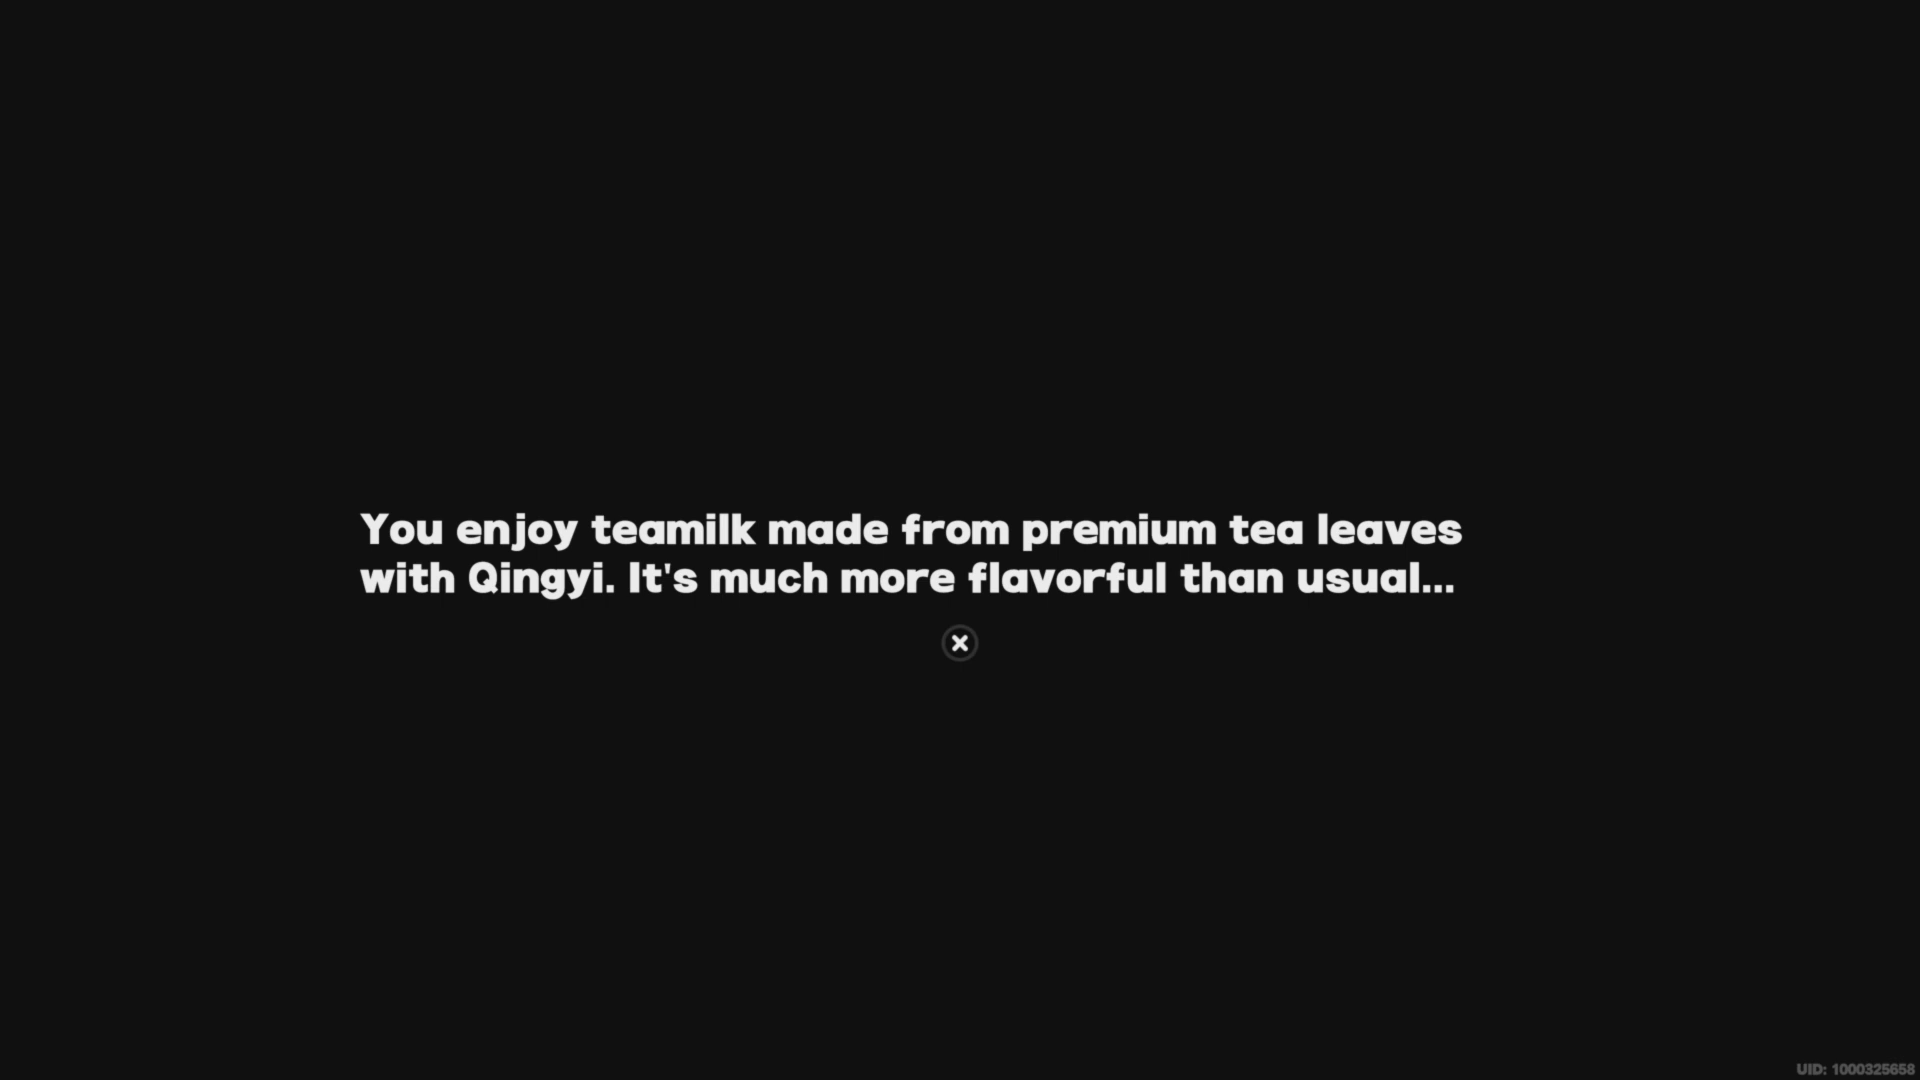 You enjoy teamilk made from premium tea leaves
with Qingyi. It's much more flavorful than usual...
UID: 1000325658